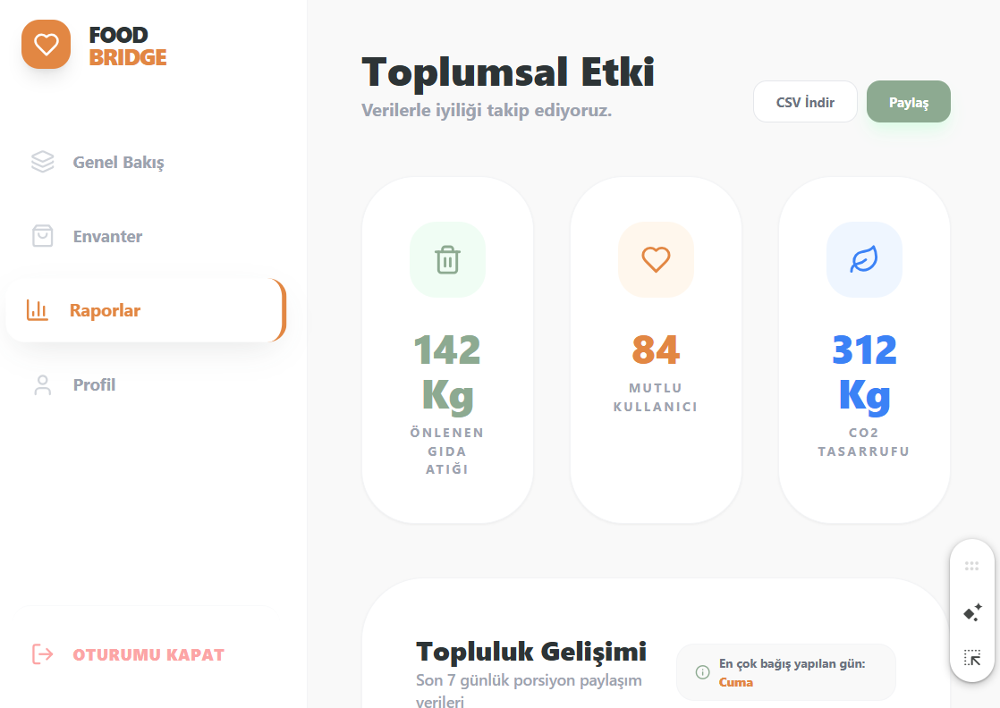 FOOD
BRIDGE
Genel Bakış
Envanter
Raporlar
Profil
OTURUMU KAPAT
Toplumsal Etki
Verilerle iyiliği takip ediyoruz.
CSV İndir
Paylaş
142
Kg
ÖNLENEN
GIDA
ATIĞI
84
MUTLU
KULLANICI
312
Kg
CO2
TASARRUFU
Topluluk Gelişimi
Son 7 günlük porsiyon paylaşım
verileri
En çok bağış yapılan gün:
Cuma